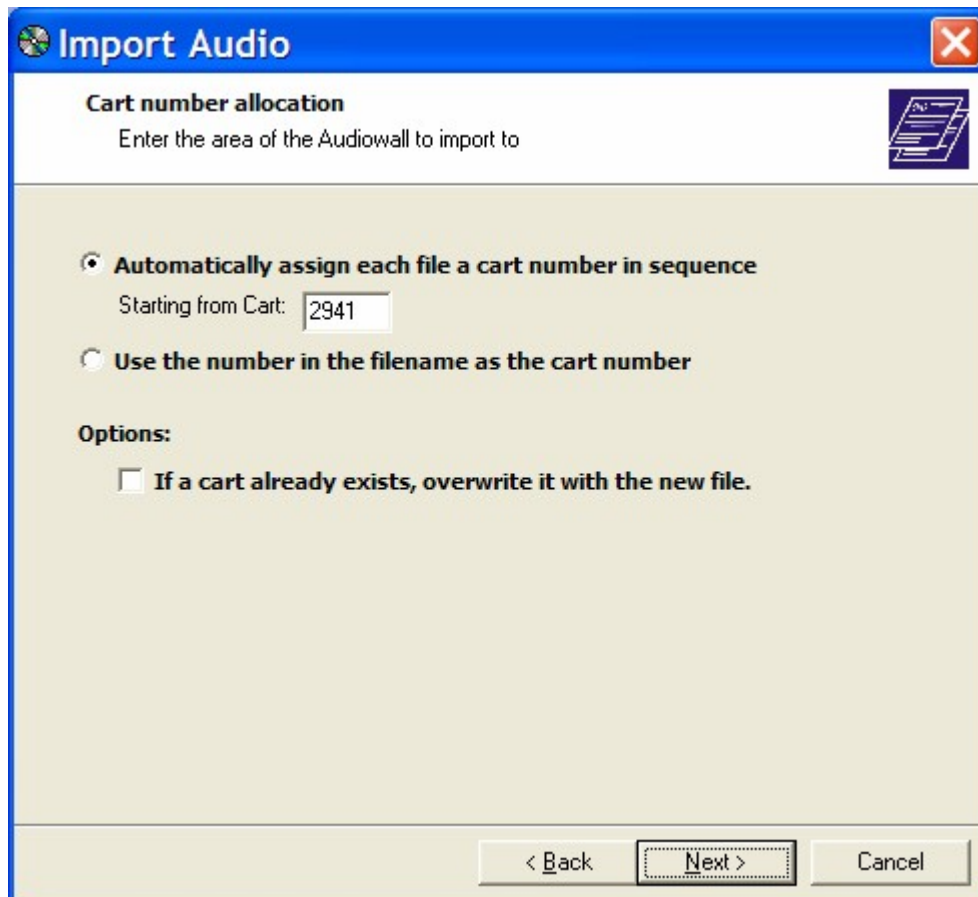 Import Audio
Cart number allocation
Enter the area of the Audiowall to import to
Automatically assign each file a cart number in sequence
Starting from Cart: 2941
Use the number in the filename as the cart number
Options:
If a cart already exists, overwrite it with the new file.
< Back Next > Cancel